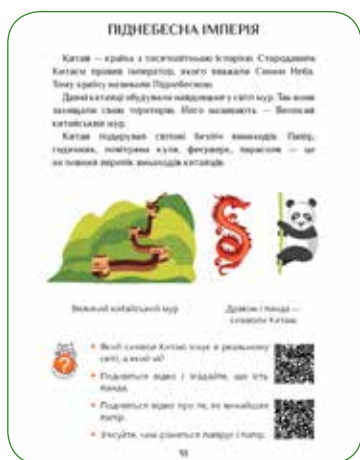 ПІДНЕБЕСНА ІМПЕРІЯ
Китай — країна з тисячолітньою історією. Стародавнім
Китаєм правив імператор, якого вважали Сином Неба.
Тому країну називали Піднебесною.
Давні китайці збудували найдовший у світі мур. Так вони
захищали свою територію. Його називають — Великий
китайський мур.
Китай подарував світові безліч винаходів. Папір,
годинник, повітряна куля, феєрверк, парасоля — це
не повний перелік винаходів китайців.
Великий китайський мур
Дракон і панда —
символи Китаю
• Який символ Китаю існує в реальному
світі, а який ні?
• Подивіться відео і згадайте, що їсть
панда.
• Подивіться відео про те, як винайшли
папір.
• З'ясуйте, чим різняться папірус і папір.